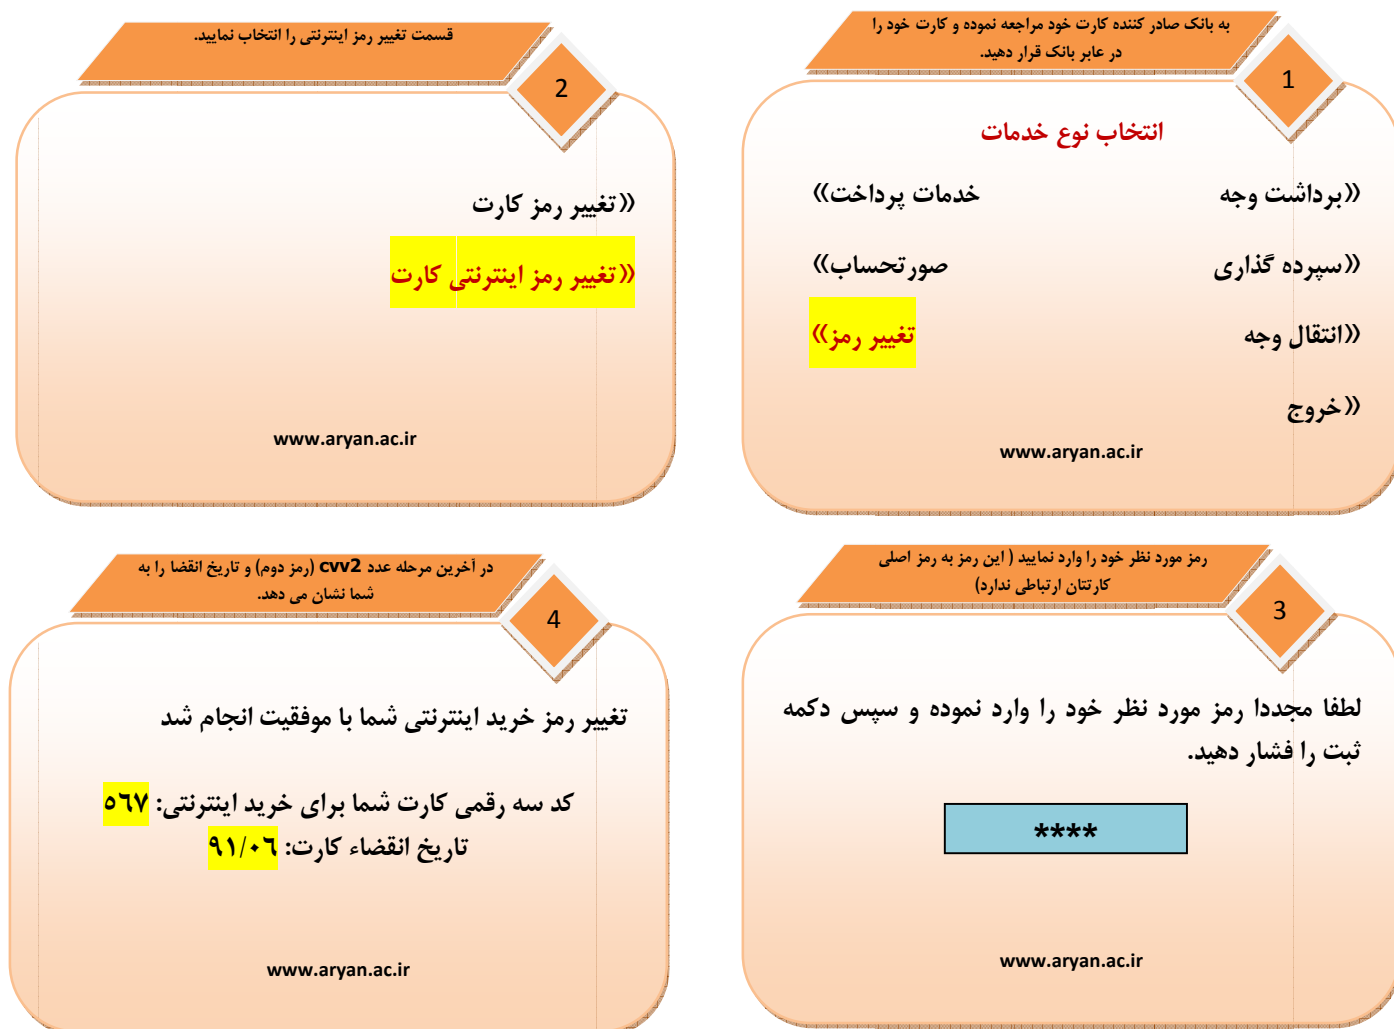 به بانک صادر کننده کارت خود مراجعه نموده و کارت خود را
در عابر بانک قرار دهید.
1
انتخاب نوع خدمات
«برداشت وجه خدمات پرداخت»
«سپرده گذاری صورتحساب»
«انتقال وجه تغییر رمز»
«خروج
www.aryan.ac.ir
قسمت تغییر رمز اینترنتی را انتخاب نمایید.
2
«تغییر رمز کارت
«تغییر رمز اینترنتی کارت
www.aryan.ac.ir
رمز مورد نظر خود را وارد نمایید ( این رمز به رمز اصلی
کارتتان ارتباطی ندارد)
3
لطفا مجددا رمز مورد نظر خود را وارد نموده و سپس دکمه
ثبت را فشار دهید.
****
www.aryan.ac.ir
در آخرین مرحله عدد cvv2 (رمز دوم) و تاریخ انقضا را به
شما نشان می دهد.
4
تغییر رمز خرید اینترنتی شما با موفقیت انجام شد
کد سه رقمی کارت شما برای خرید اینترنتی: ٥٦٧
تاریخ انقضاء کارت: ٩١/٠٦
www.aryan.ac.ir